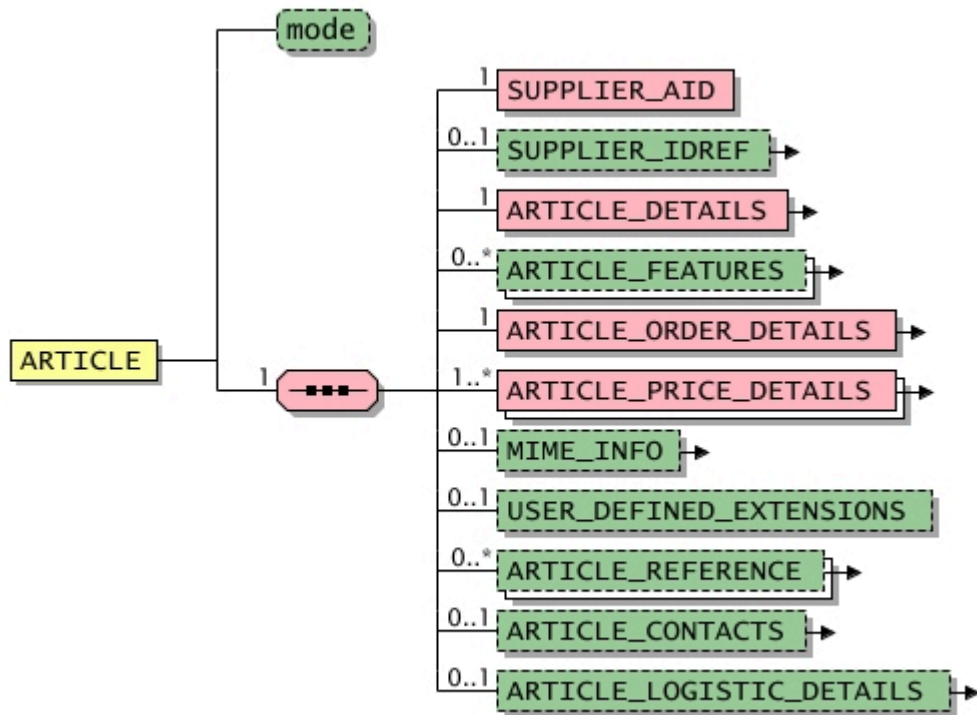 mode
1
SUPPLIER_AID
0..1
SUPPLIER_IDREF
1
ARTICLE_DETAILS
0..*
ARTICLE_FEATURES
1
ARTICLE_ORDER_DETAILS
ARTICLE
1
1..*
ARTICLE_PRICE_DETAILS
0..1
MIME_INFO
0..1
USER_DEFINED_EXTENSIONS
0..*
ARTICLE_REFERENCE
0..1
ARTICLE_CONTACTS
0..1
ARTICLE_LOGISTIC_DETAILS